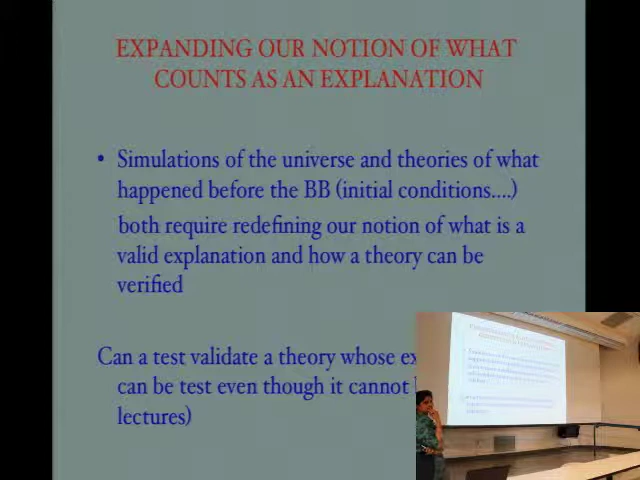 EXPANDING OUR NOTION OF WHAT
COUNTS AS AN EXPLANATION
• Simulations of the universe and theories of what
happened before the BB (initial conditions....)
both require redefining our notion of what is a
valid explanation and how a theory can be
verified
Can a test validate a theory whose
can be test even though it cannot
lectures)